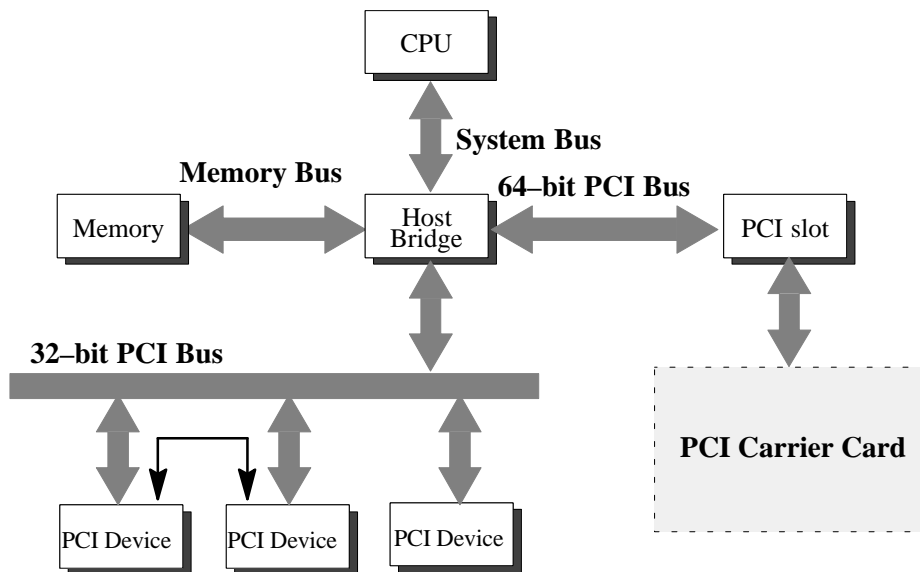 CPU
System Bus
Memory Bus
64–bit PCI Bus
Memory
Host
Bridge
PCI slot
32–bit PCI Bus
PCI Carrier Card
PCI Device
PCI Device
PCI Device